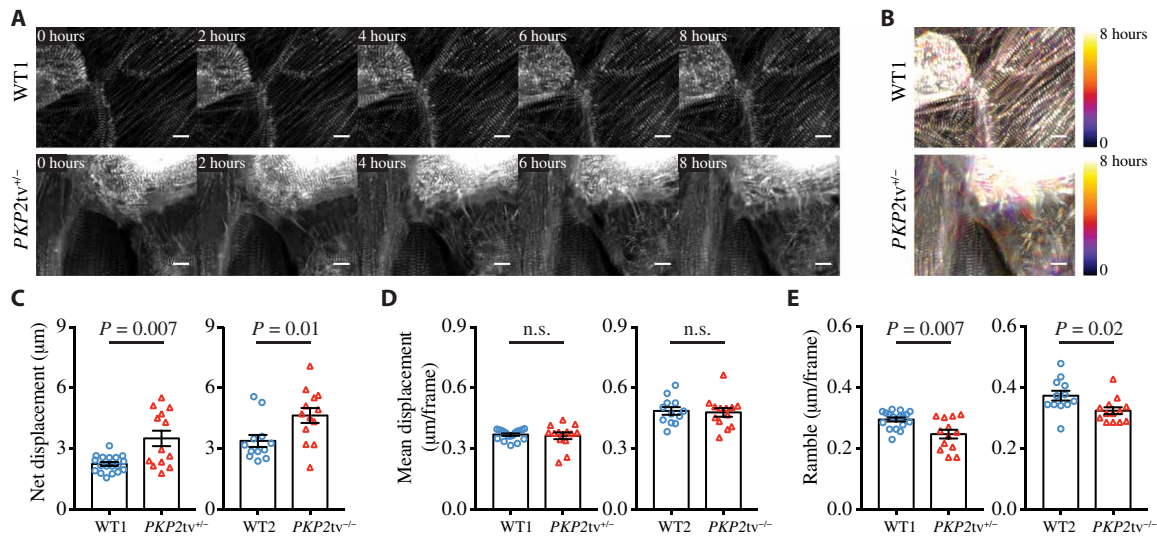 A
B
WT1
0 hours 2 hours 4 hours 6 hours 8 hours
WT1
8 hours
0
PKP2tv+/−
0 hours 2 hours 4 hours 6 hours 8 hours
PKP2tv+/−
8 hours
0
C
Net displacement (μm)
9
6
3
0
P = 0.007
WT1 PKP2tv+/−
9
6
3
0
P = 0.01
WT2 PKP2tv−/−
D
Mean displacement
(μm/frame)
0.9
0.6
0.3
0.0
n.s.
WT1 PKP2tv+/−
0.9
0.6
0.3
0.0
n.s.
WT2 PKP2tv−/−
E
Ramble (μm/frame)
0.6
0.4
0.2
0.0
P = 0.007
WT1 PKP2tv+/−
0.6
0.4
0.2
0.0
P = 0.02
WT2 PKP2tv−/−